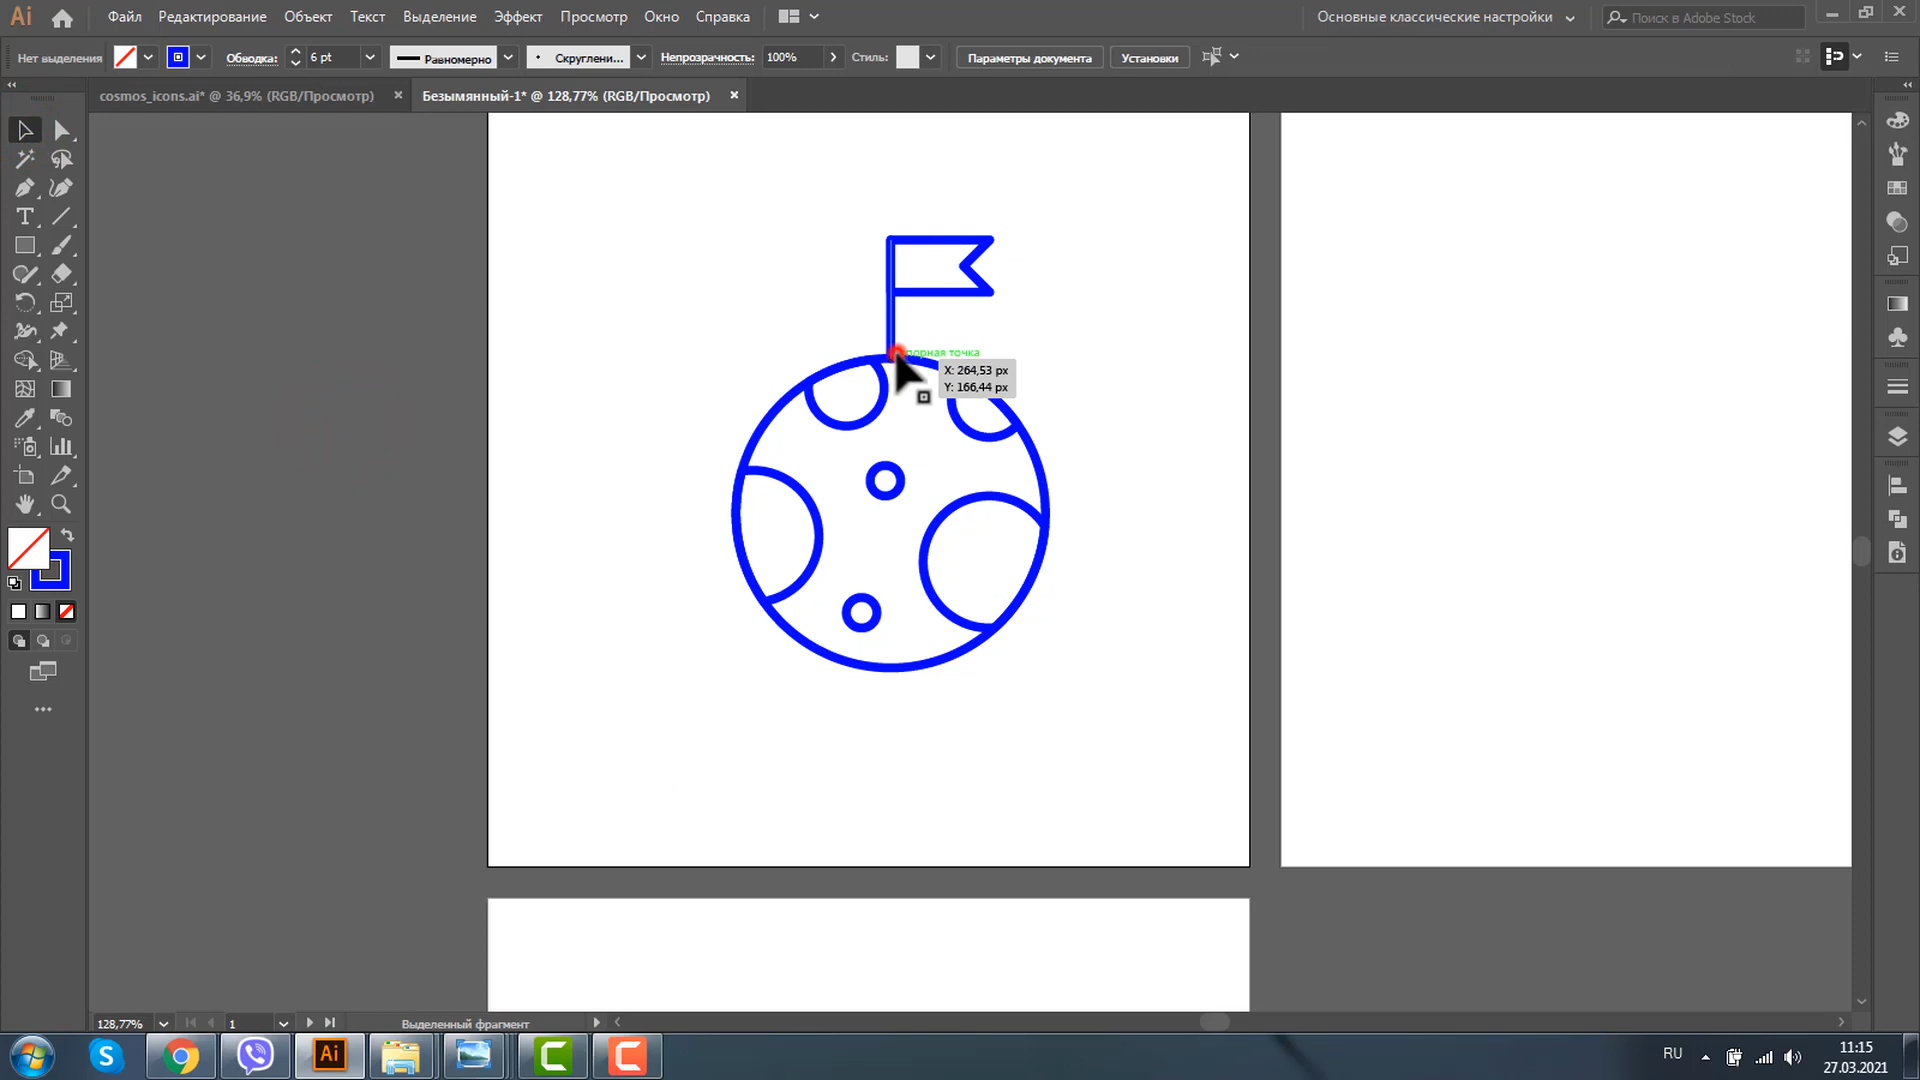 Ai Файл Редактирование Объект Текст Выделение Эффект Просмотр Окно Справка Основные классические настройки Поиск в Adobe Stock
Нет выделения Обводка: 6 pt Равномерно Скруглени... Непрозрачность: 100% Стиль: Параметры документа Установки
cosmos_icons.ai* @ 36,9% (RGB/Просмотр) Безымянный-1* @ 128,77% (RGB/Просмотр)
точка
X: 264,53 px
Y: 166,44 px
128,77% 1 Выделенный фрагмент
Ai RU 11:15
27.03.2021